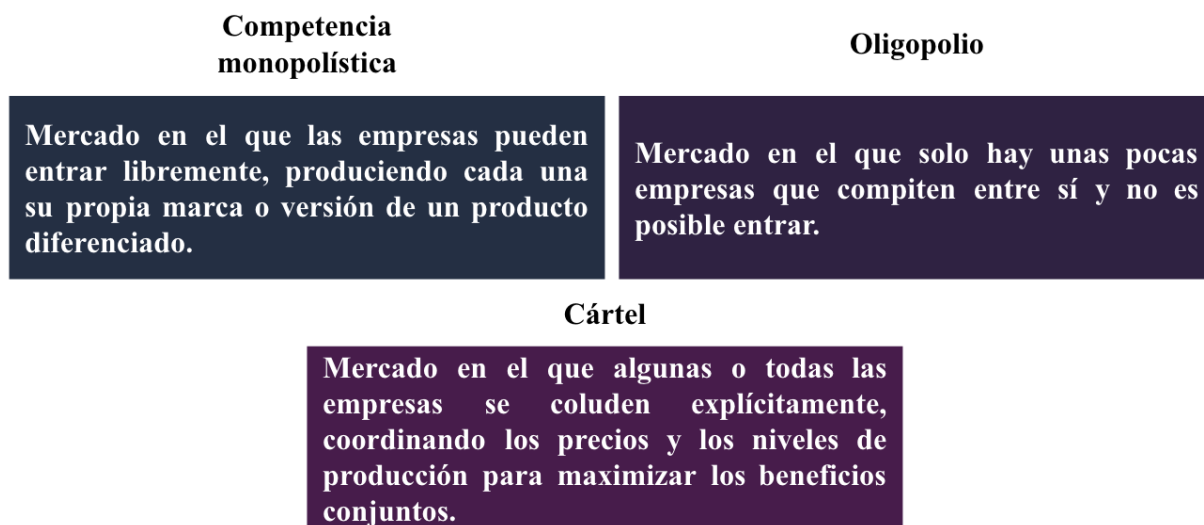 Competencia
monopolística
Mercado en el que las empresas pueden
entrar libremente, produciendo cada una
su propia marca o versión de un producto
diferenciado.
Oligopolio
Mercado en el que solo hay unas pocas
empresas que compiten entre sí y no es
posible entrar.
Cártel
Mercado en el que algunas o todas las
empresas se coluden explícitamente,
coordinando los precios y los niveles de
producción para maximizar los beneficios
conjuntos.